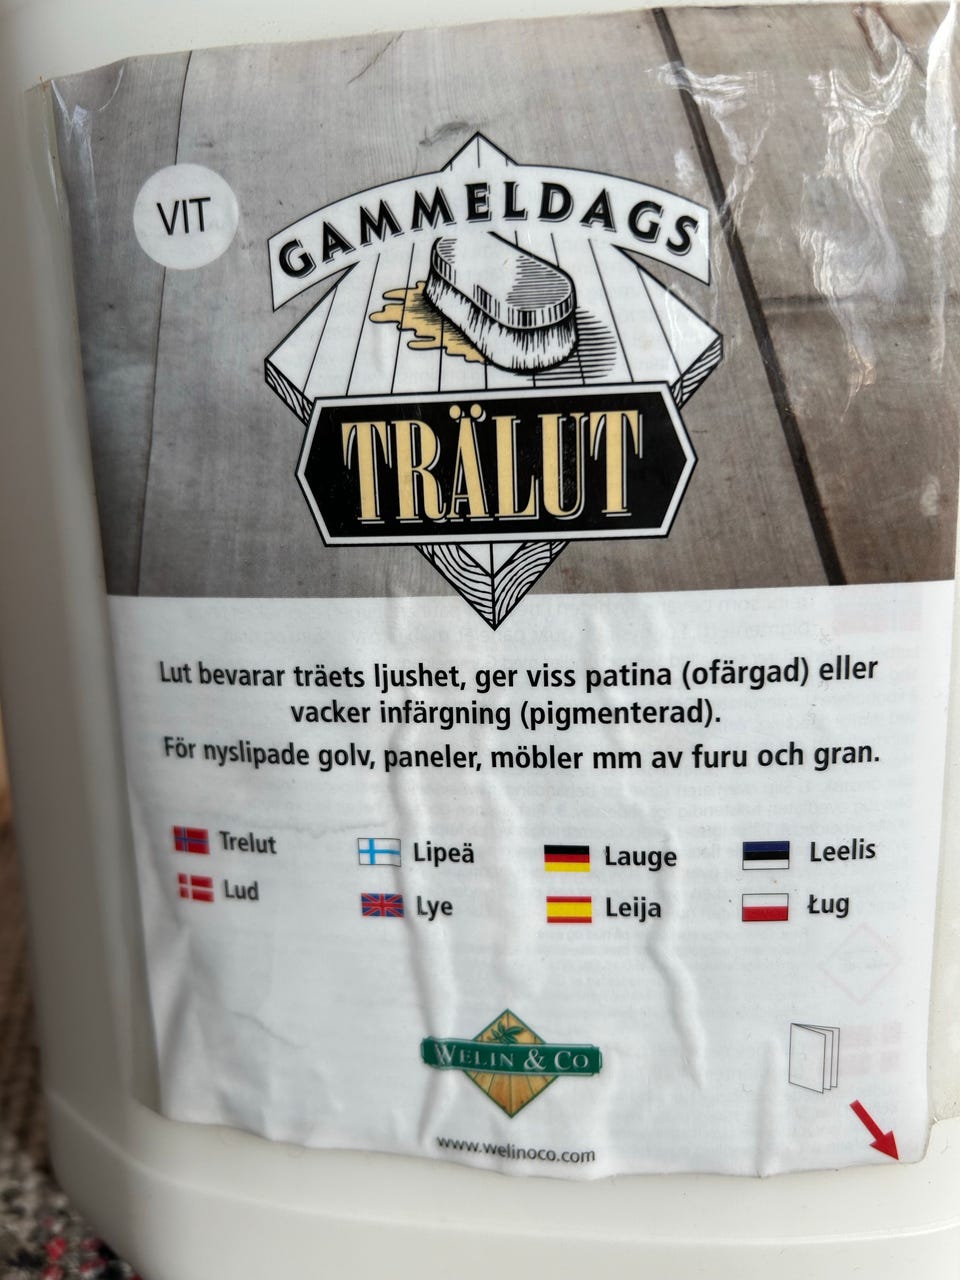 VIT
GAMMELDAGS
TRÄLUT
Lut bevarar träets ljushet, ger viss patina (ofärgad) eller
vacker infärgning (pigmenterad).
För nyslipade golv, paneler, möbler mm av furu och gran.
Trelut Lipeä Lauge Leelis
Lud Lye Leija Ług
WELIN & CO
www.welinoco.com